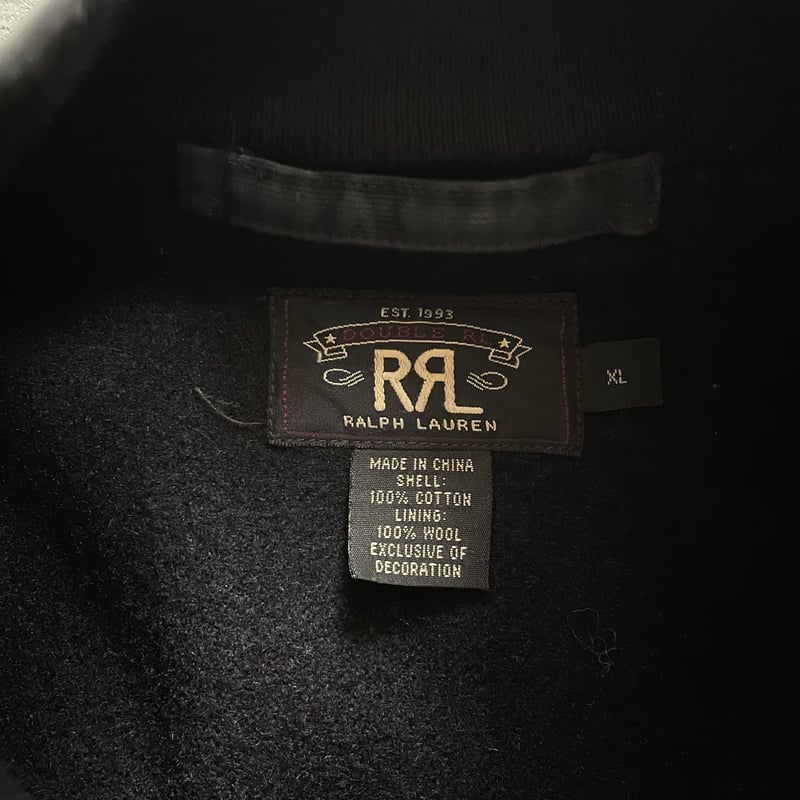 EST. 1993
DOUBLE RL
RRL
RALPH LAUREN
XL
MADE IN CHINA
SHELL:
100% COTTON
LINING:
100% WOOL
EXCLUSIVE OF
DECORATION